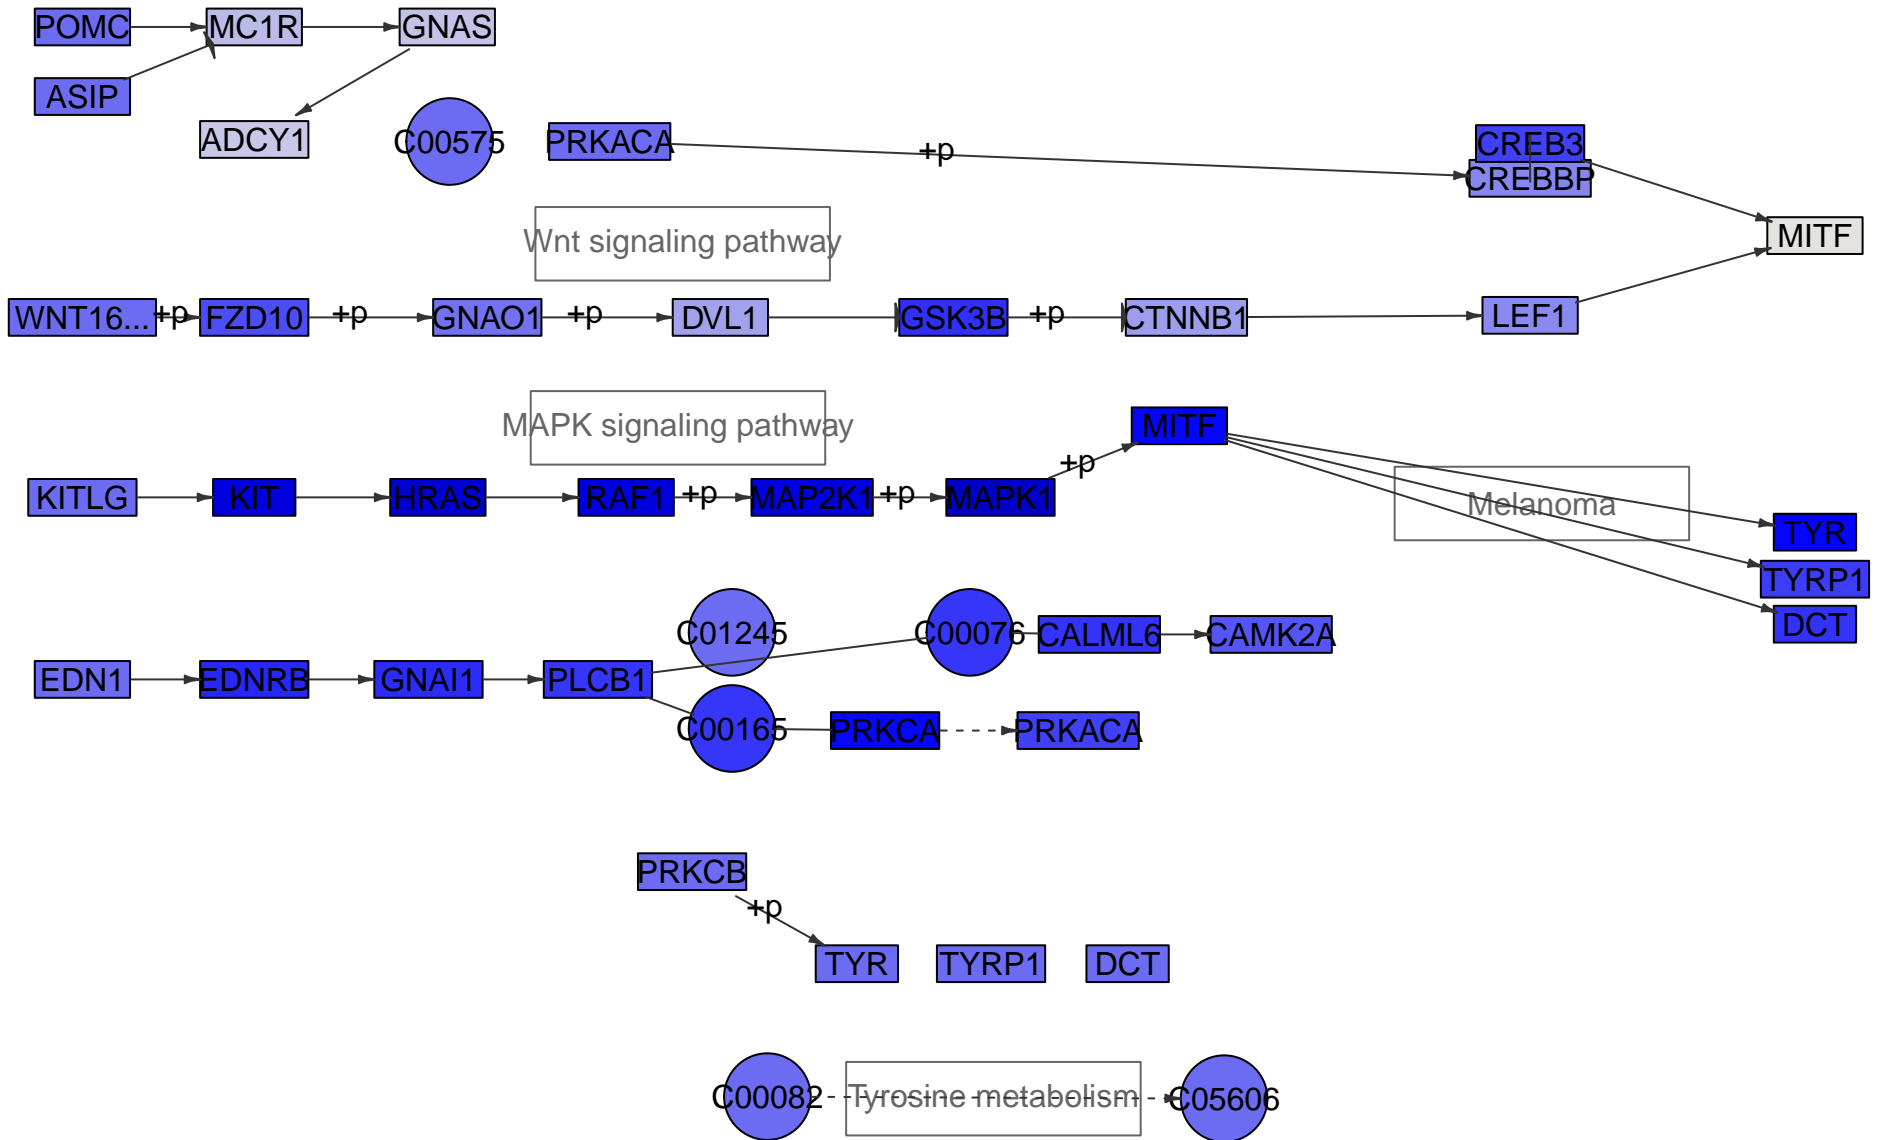 POMC
MC1R
GNAS
ASIP
ADCY1
C00575
PRKACA
+p
CREB3
CREBBP
Wnt signaling pathway
MITF
WNT16...
+p
FZD10
+p
GNAO1
+p
DVL1
GSK3B
+p
CTNNB1
LEF1
MAPK signaling pathway
MITF
+p
KITLG
KIT
HRAS
RAF1
+p
MAP2K1
+p
MAPK1
Melanoma
TYR
TYRP1
DCT
C01245
C00076
CALML6
CAMK2A
EDN1
EDNRB
GNAI1
PLCB1
C00165
PRKCA
PRKACA
PRKCB
+p
TYR
TYRP1
DCT
C00082
Tyrosine metabolism
C05606